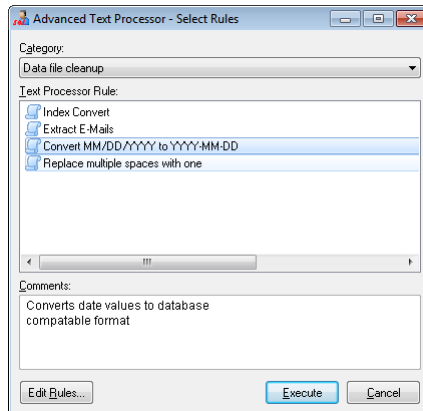 Advanced Text Processor - Select Rules
Category:
Data file cleanup
Text Processor Rule:
Index Convert
Extract E-Mails
Convert MM/DD/YYYY to YYYY-MM-DD
Replace multiple spaces with one
Comments:
Converts date values to database
compatable format
Edit Rules... Execute Cancel